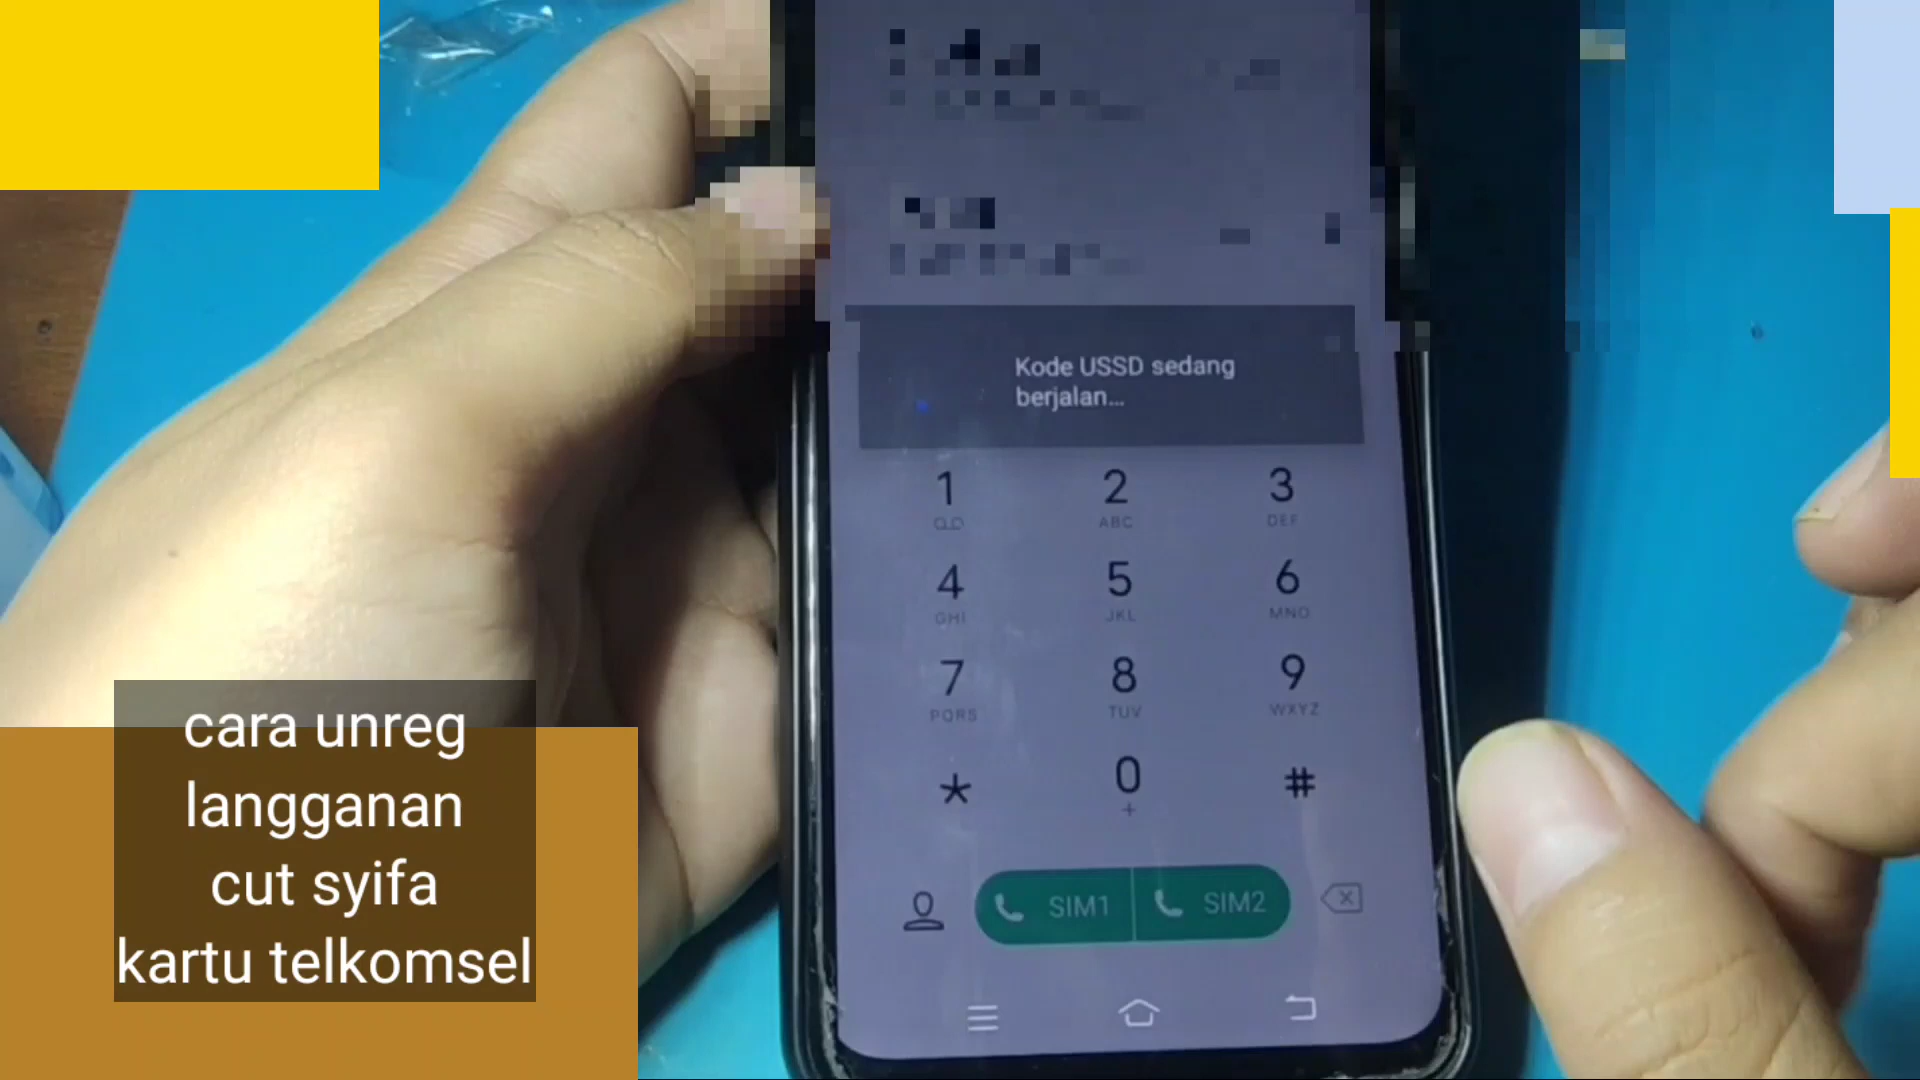 Kode USSD sedang
berjalan...
1 2 3
ABC DEF
4 5 6
GHI JKL MNO
7 8 9
PQRS TUV WXYZ
* 0 #
+
SIM1 SIM2
cara unreg
langganan
cut syifa
kartu telkomsel